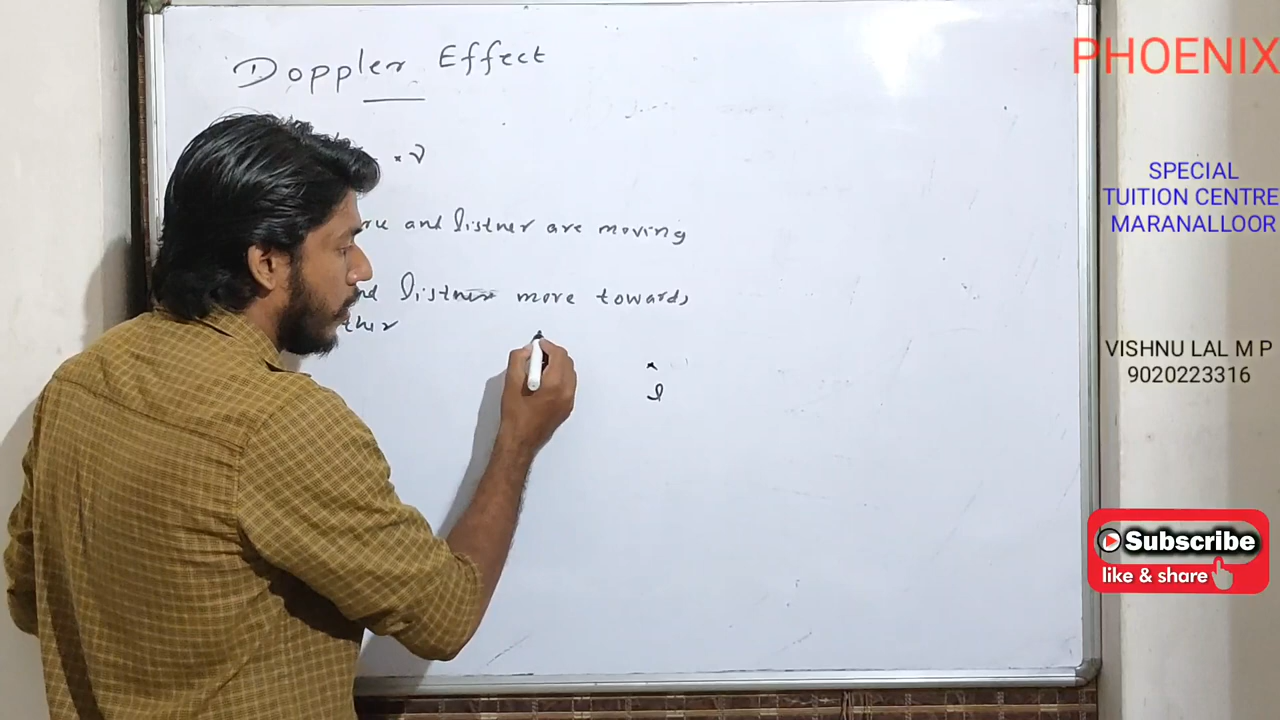 Doppler Effect
× ν
and listner are moving
listner move towards
×
l
PHOENIX
SPECIAL
TUITION CENTRE
MARANALLOOR
VISHNU LAL M P
9020223316
Subscribe
like & share